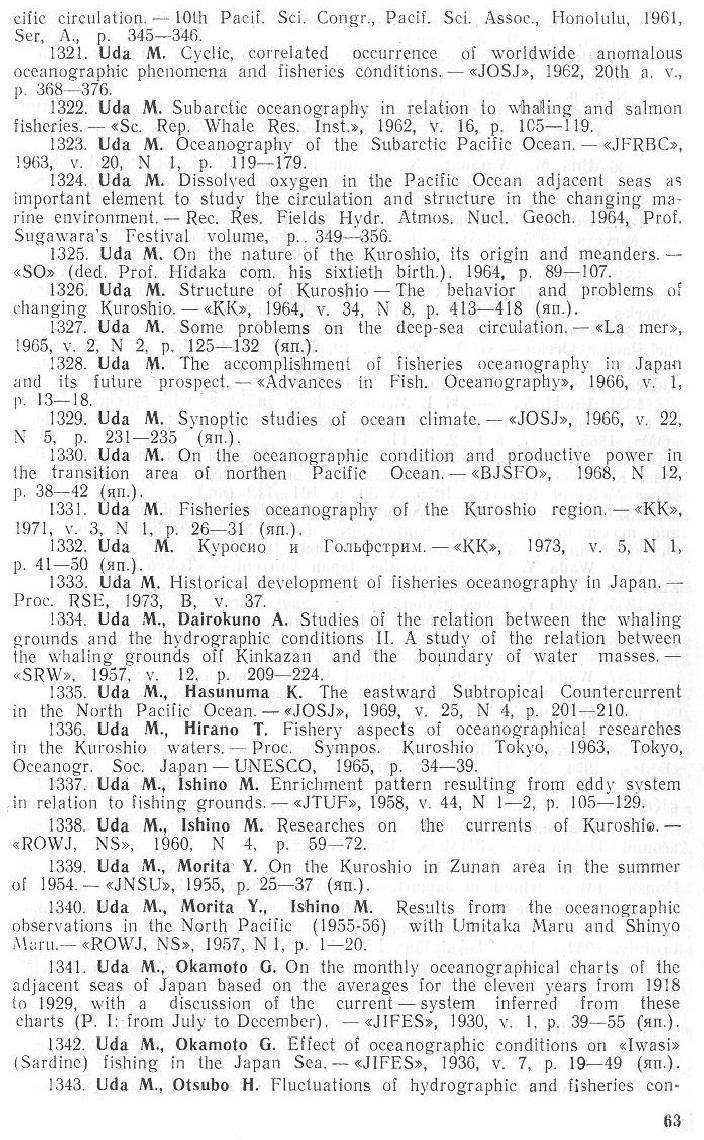 cific circulation. — 10th Pacif. Sci. Congr., Pacif. Sci. Assoc., Honolulu, 1961,
Ser, A., p. 345—346.
1321. Uda M. Cyclic, correlated occurrence of worldwide anomalous
oceanographic phenomena and fisheries conditions. — «JOSJ», 1962, 20th a. v.,
p. 368—376.
1322. Uda M. Subarctic oceanography in relation to whaling and salmon
fisheries. — «Sc. Rep. Whale Res. Inst.», 1962, v. 16, p. 105—119.
1323. Uda M. Oceanography of the Subarctic Pacific Ocean. — «JFRBC»,
1963, v. 20, N 1, p. 119—179.
1324. Uda M. Dissolved oxygen in the Pacific Ocean adjacent seas as
important element to study the circulation and structure in the changing ma-
rine environment. — Rec. Res. Fields Hydr. Atmos. Nucl. Geoch. 1964, Prof.
Sugawara's Festival volume, p. 349—356.
1325. Uda M. On the nature of the Kuroshio, its origin and meanders. —
«SO» (ded. Prof. Hidaka com. his sixtieth birth.). 1964, p. 89—107.
1326. Uda M. Structure of Kuroshio — The behavior and problems of
changing Kuroshio. — «KK», 1964, v. 34, N 8, p. 413—418 (яп.).
1327. Uda M. Some problems on the deep-sea circulation. — «La mer»,
1965, v. 2, N 2, p. 125—132 (яп.).
1328. Uda M. The accomplishment of fisheries oceanography in Japan
and its future prospect. — «Advances in Fish. Oceanography», 1966, v. 1,
p. 13—18.
1329. Uda M. Synoptic studies of ocean climate. — «JOSJ», 1966, v. 22,
N 5, p. 231—235 (яп.).
1330. Uda M. On the oceanographic condition and productive power in
the transition area of northen Pacific Ocean. — «BJSFO», 1968, N 12,
p. 38—42 (яп.).
1331. Uda M. Fisheries oceanography of the Kuroshio region. — «KK»,
1971, v. 3, N 1, p. 26—31 (яп.).
1332. Uda M. Куросио и Гольфстрим. — «KK», 1973, v. 5, N 1,
p. 41—50 (яп.).
1333. Uda M. Historical development of fisheries oceanography in Japan. —
Proc. RSE, 1973, B, v. 37.
1334. Uda M., Dairokuno A. Studies of the relation between the whaling
grounds and the hydrographic conditions II. A study of the relation between
the whaling grounds off Kinkazan and the boundary of water masses. —
«SRW», 1957, v. 12, p. 209—224.
1335. Uda M., Hasunuma K. The eastward Subtropical Countercurrent
in the North Pacific Ocean. — «JOSJ», 1969, v. 25, N 4, p. 201—210.
1336. Uda M., Hirano T. Fishery aspects of oceanographical researches
in the Kuroshio waters. — Proc. Sympos. Kuroshio Tokyo, 1963, Tokyo,
Oceanogr. Soc. Japan — UNESCO, 1965, p. 34—39.
1337. Uda M., Ishino M. Enrichment pattern resulting from eddy system
in relation to fishing grounds. — «JTUF», 1958, v. 44, N 1—2, p. 105—129.
1338. Uda M., Ishino M. Researches on the currents of Kuroshio. —
«ROWJ, NS», 1960, N 4, p. 59—72.
1339. Uda M., Morita Y. On the Kuroshio in Zunan area in the summer
of 1954. — «JNSU», 1955, p. 25—37 (яп.).
1340. Uda M., Morita Y., Ishino M. Results from the oceanographic
observations in the North Pacific (1955-56) with Umitaka Maru and Shinyo
Maru.— «ROWJ, NS», 1957, N 1, p. 1—20.
1341. Uda M., Okamoto G. On the monthly oceanographical charts of the
adjacent seas of Japan based on the averages for the eleven years from 1918
to 1929, with a discussion of the current — system inferred from these
charts (P. I: from July to December). — «JIFES», 1930, v. 1, p. 39—55 (яп.).
1342. Uda M., Okamoto G. Effect of oceanographic conditions on «Iwasi»
(Sardine) fishing in the Japan Sea. — «JIFES», 1936, v. 7, p. 19—49 (яп.).
1343. Uda M., Otsubo H. Fluctuations of hydrographic and fisheries con-
63